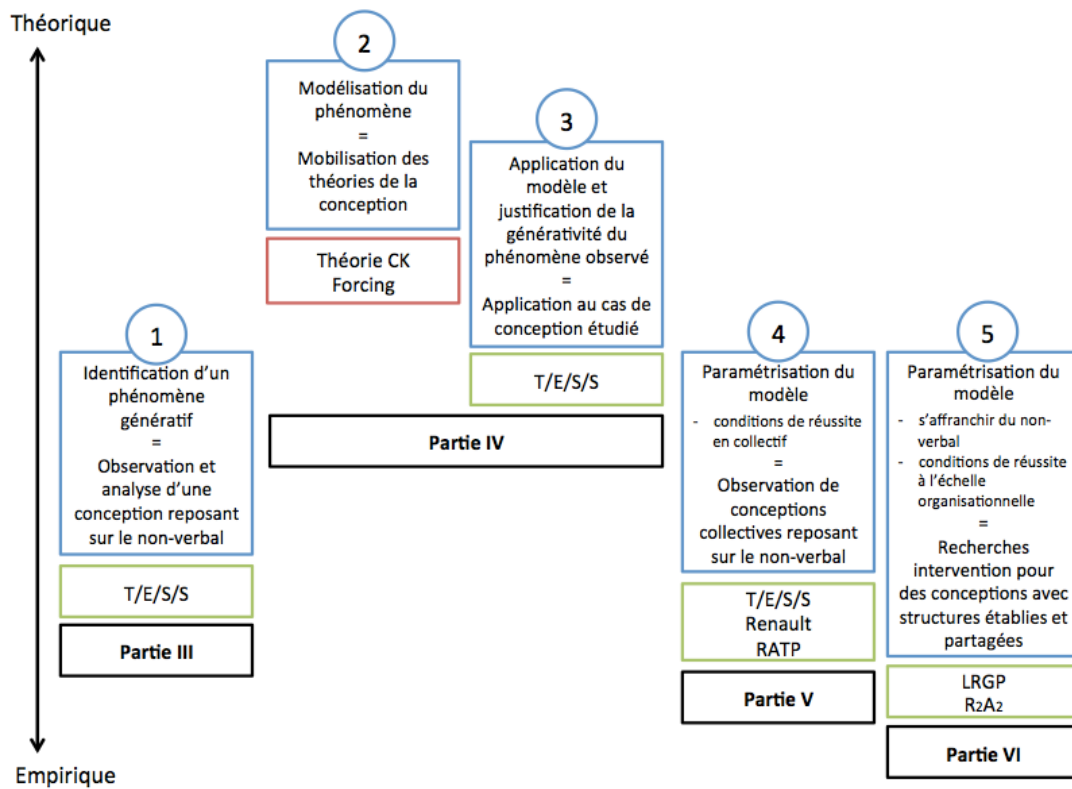 Théorique
1
Identification d'un
phénomène
génératif
=
Observation et
analyse d'une
conception reposant
sur le non-verbal
T/E/S/S
Partie III
2
Modélisation du
phénomène
=
Mobilisation des
théories de la
conception
Théorie CK
Forcing
3
Application du
modèle et
justification de la
générativité du
phénomène observé
=
Application au cas de
conception étudié
T/E/S/S
Partie IV
4
Paramétrisation du
modèle
- conditions de réussite
en collectif
=
Observation de
conceptions
collectives reposant
sur le non-verbal
T/E/S/S
Renault
RATP
Partie V
5
Paramétrisation du
modèle
- s'affranchir du non-
verbal
- conditions de réussite
à l'échelle
organisationnelle
=
Recherches
intervention pour
des conceptions avec
structures établies et
partagées
LRGP
R2A2
Partie VI
Empirique